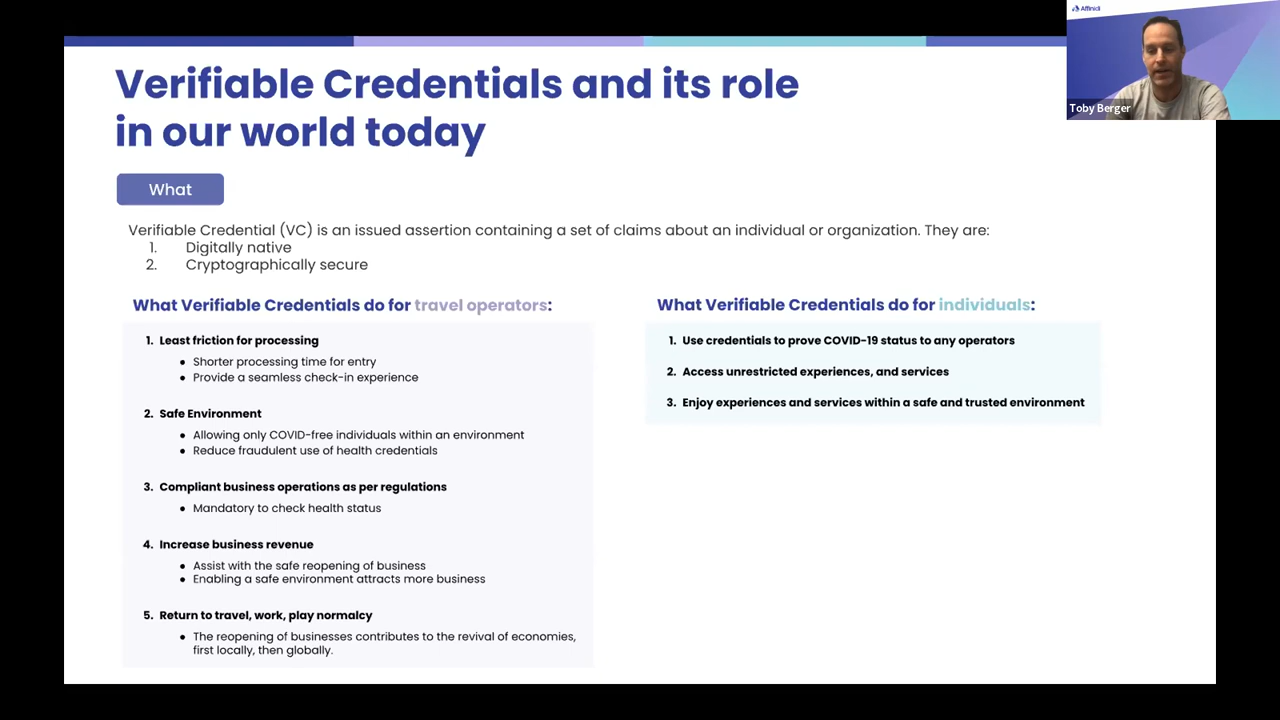 Affinidi
Toby Berger
Verifiable Credentials and its role
in our world today
What
Verifiable Credential (VC) is an issued assertion containing a set of claims about an individual or organization. They are:
1. Digitally native
2. Cryptographically secure
What Verifiable Credentials do for travel operators:
1. Least friction for processing
● Shorter processing time for entry
● Provide a seamless check-in experience
2. Safe Environment
● Allowing only COVID-free individuals within an environment
● Reduce fraudulent use of health credentials
3. Compliant business operations as per regulations
● Mandatory to check health status
4. Increase business revenue
● Assist with the safe reopening of business
● Enabling a safe environment attracts more business
5. Return to travel, work, play normalcy
● The reopening of businesses contributes to the revival of economies,
first locally, then globally.
What Verifiable Credentials do for individuals:
1. Use credentials to prove COVID-19 status to any operators
2. Access unrestricted experiences, and services
3. Enjoy experiences and services within a safe and trusted environment